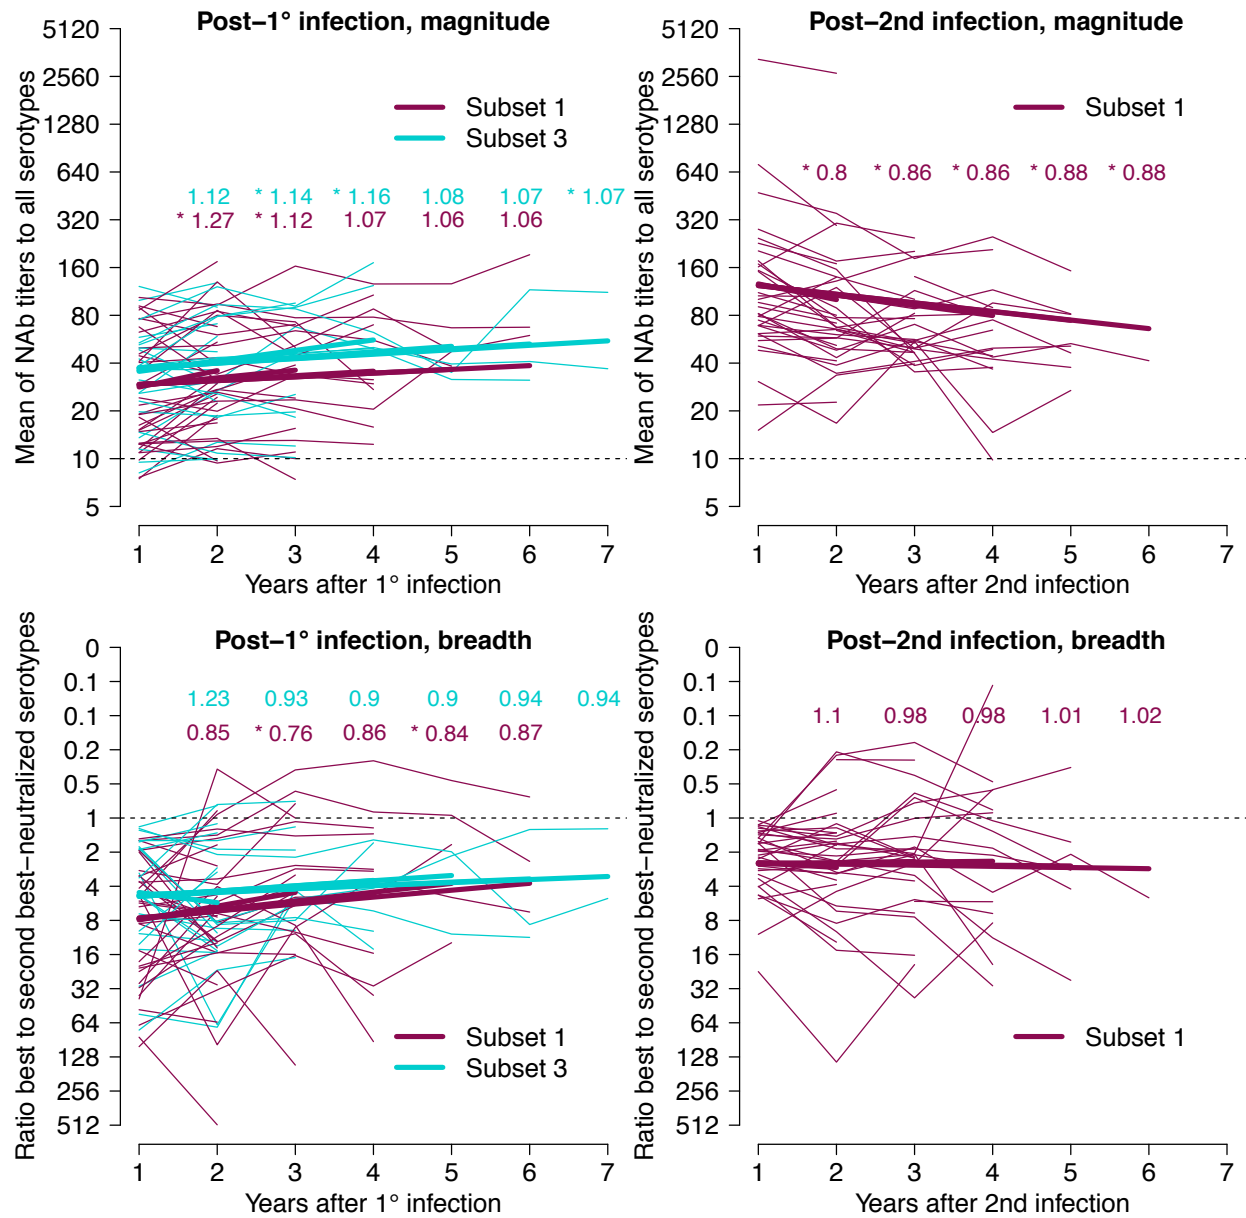 Post−1° infection, magnitude
Mean of NAb titers to all serotypes
5120
2560
1280
640
320
160
80
40
20
10
5
Subset 1
Subset 3
1.12 * 1.14 * 1.16 1.08 1.07 * 1.07
* 1.27 * 1.12 1.07 1.06 1.06
1 2 3 4 5 6 7
Years after 1° infection
Post−2nd infection, magnitude
Mean of NAb titers to all serotypes
5120
2560
1280
640
320
160
80
40
20
10
5
Subset 1
* 0.8 * 0.86 * 0.86 * 0.88 * 0.88
1 2 3 4 5 6 7
Years after 2nd infection
Post−1° infection, breadth
Ratio best to second best−neutralized serotypes
0
0.1
0.1
0.2
0.5
1
2
4
8
16
32
64
128
256
512
1.23 0.93 0.9 0.9 0.94 0.94
0.85 * 0.76 0.86 * 0.84 0.87
Subset 1
Subset 3
1 2 3 4 5 6 7
Years after 1° infection
Post−2nd infection, breadth
Ratio best to second best−neutralized serotypes
0
0.1
0.1
0.2
0.5
1
2
4
8
16
32
64
128
256
512
1.1 0.98 0.98 1.01 1.02
Subset 1
1 2 3 4 5 6 7
Years after 2nd infection